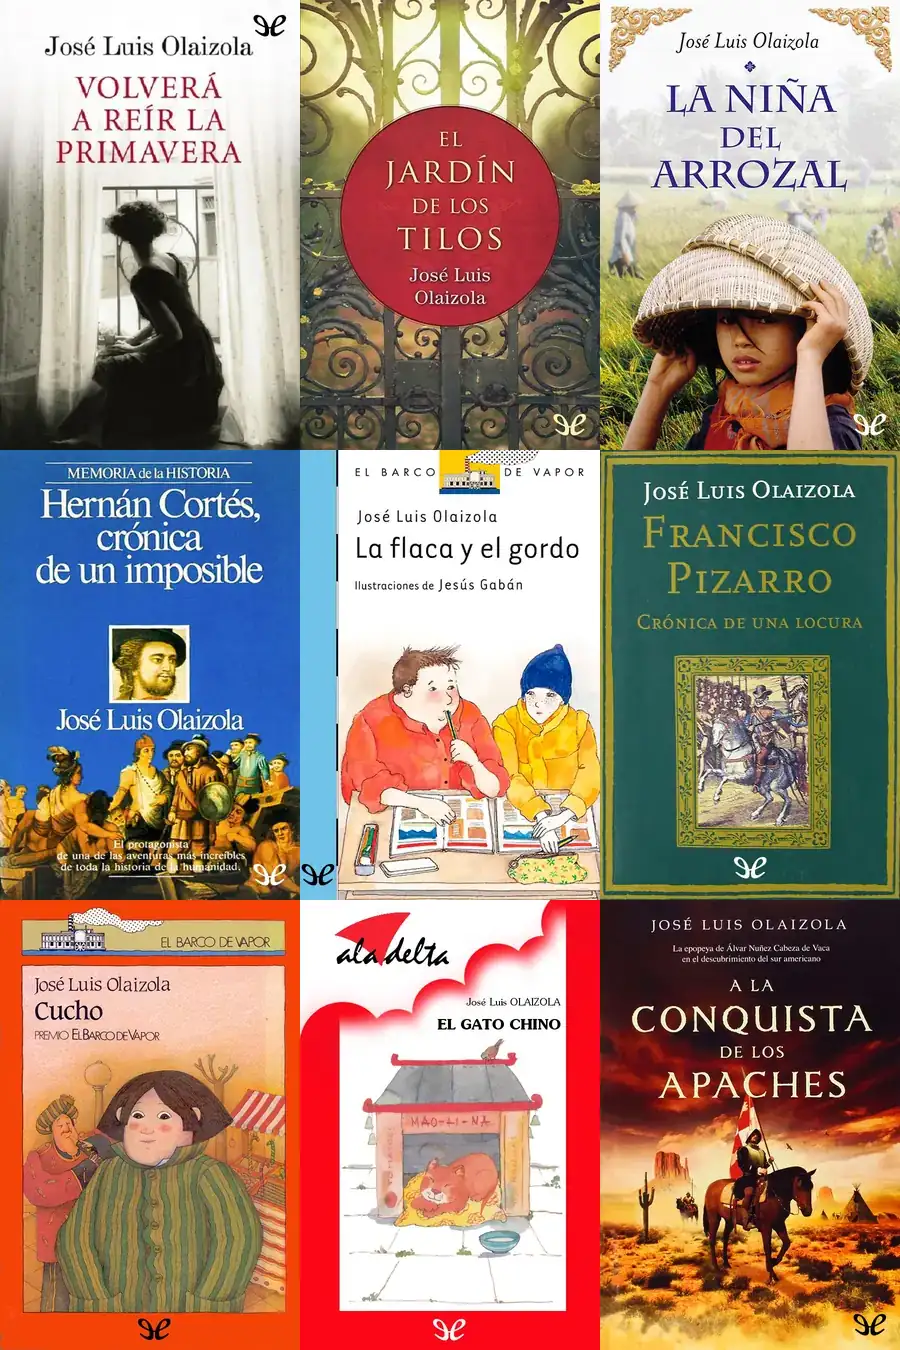 José Luis Olaizola
VOLVERÁ
A REÍR LA
PRIMAVERA
EL
JARDÍN
DE LOS
TILOS
José Luis
Olaizola
José Luis Olaizola
LA NIÑA
DEL
ARROZAL
MEMORIA de la HISTORIA
Hernán Cortés,
crónica
de un imposible
José Luis Olaizola
El protagonista
de una de las aventuras más increíbles
de toda la historia de la humanidad.
EL BARCO DE VAPOR
José Luis Olaizola
La flaca y el gordo
Ilustraciones de Jesús Gabán
JOSÉ LUIS OLAIZOLA
FRANCISCO
PIZARRO
CRÓNICA DE UNA LOCURA
EL BARCO DE VAPOR
José Luis Olaizola
Cucho
PREMIO EL BARCO DE VAPOR
ala delta
José Luis OLAIZOLA
EL GATO CHINO
MAO-LI-NA
JOSÉ LUIS OLAIZOLA
La epopeya de Álvar Nuñez Cabeza de Vaca
en el descubrimiento del sur americano
A LA
CONQUISTA
DE LOS
APACHES